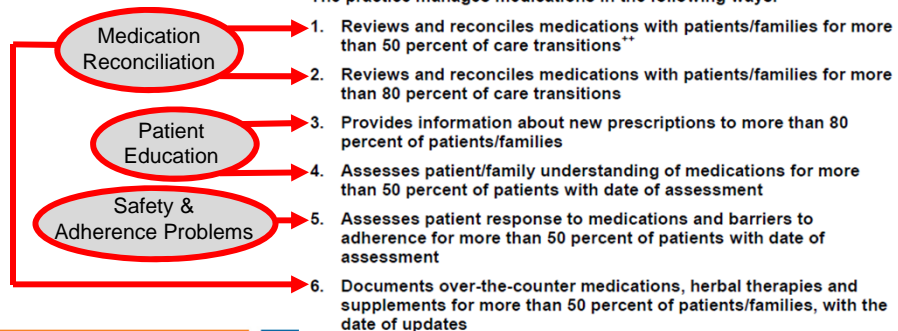 Medication
Reconciliation
Patient
Education
Safety &
Adherence Problems
1. Reviews and reconciles medications with patients/families for more
than 50 percent of care transitions++
2. Reviews and reconciles medications with patients/families for more
than 80 percent of care transitions
3. Provides information about new prescriptions to more than 80
percent of patients/families
4. Assesses patient/family understanding of medications for more
than 50 percent of patients with date of assessment
5. Assesses patient response to medications and barriers to
adherence for more than 50 percent of patients with date of
assessment
6. Documents over-the-counter medications, herbal therapies and
supplements for more than 50 percent of patients/families, with the
date of updates